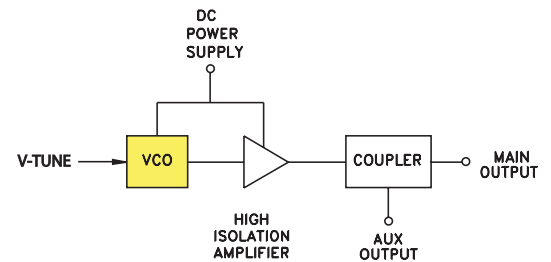 DC
POWER
SUPPLY
V-TUNE
VCO
COUPLER
MAIN
OUTPUT
HIGH
ISOLATION
AMPLIFIER
AUX
OUTPUT